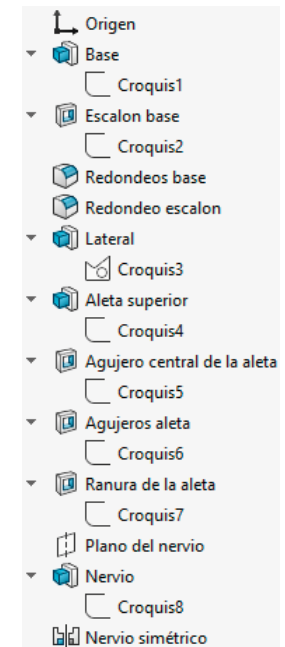 Origen
Base
Croquis1
Escalon base
Croquis2
Redondeos base
Redondeo escalon
Lateral
Croquis3
Aleta superior
Croquis4
Agujero central de la aleta
Croquis5
Agujeros aleta
Croquis6
Ranura de la aleta
Croquis7
Plano del nervio
Nervio
Croquis8
Nervio simétrico